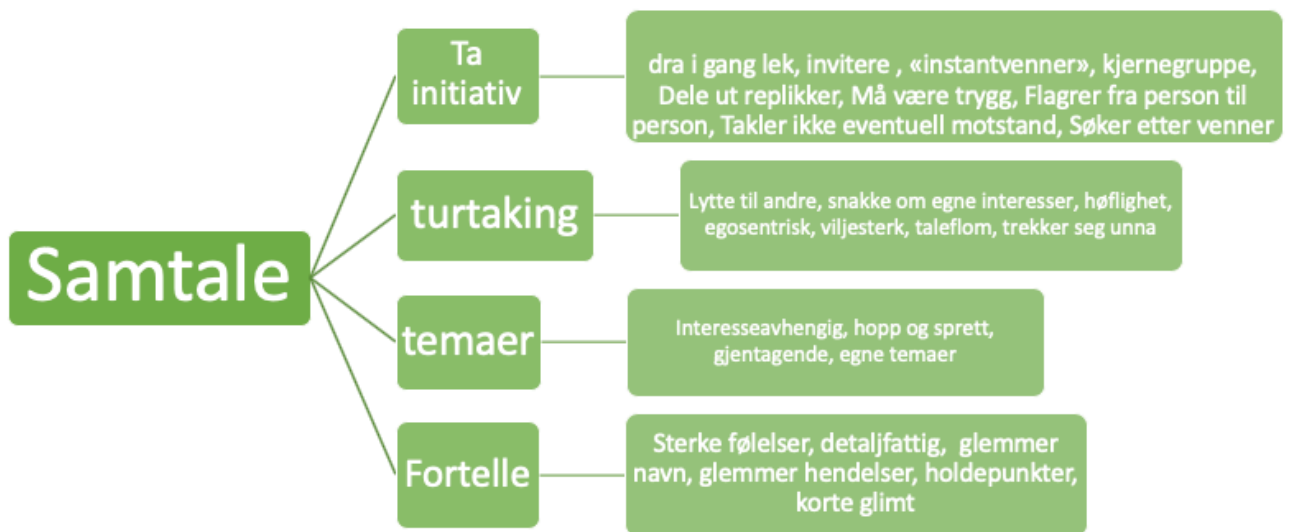 Samtale
Ta
initiativ
dra i gang lek, invitere , «instantvenner», kjernegruppe,
Dele ut replikker, Må være trygg, Flagrer fra person til
person, Takler ikke eventuell motstand, Søker etter venner
turtaking
Lytte til andre, snakke om egne interesser, høflighet,
egosentrisk, viljesterk, taleflom, trekker seg unna
temaer
Interesseavhengig, hopp og sprett,
gjentagende, egne temaer
Fortelle
Sterke følelser, detaljfattig, glemmer
navn, glemmer hendelser, holdepunkter,
korte glimt